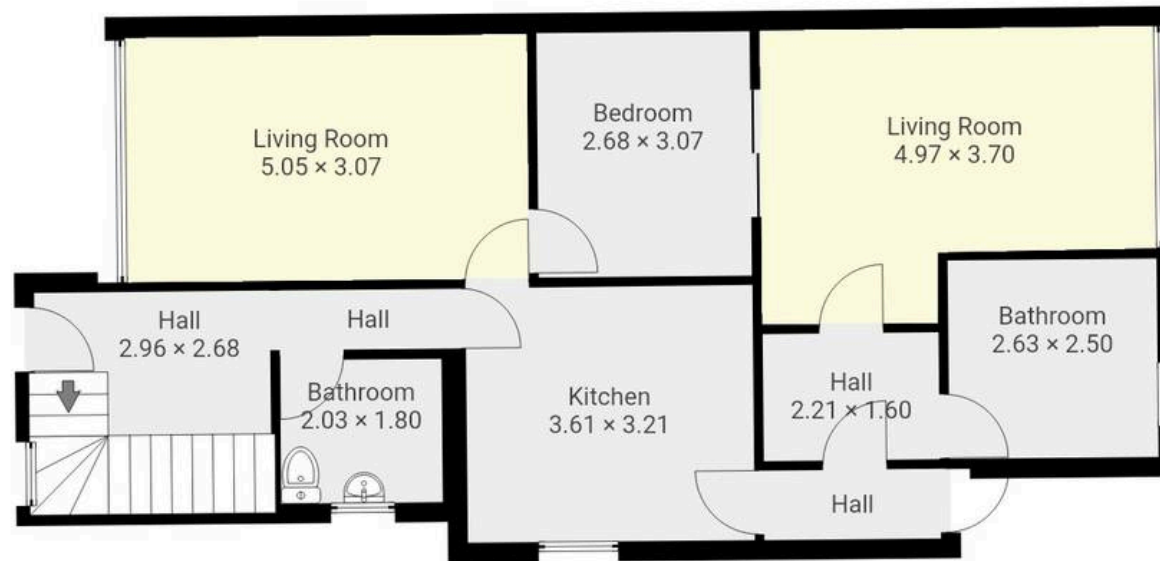 Living Room
5.05 × 3.07
Bedroom
2.68 × 3.07
Living Room
4.97 × 3.70
Hall
2.96 × 2.68
Hall
Bathroom
2.03 × 1.80
Kitchen
3.61 × 3.21
Hall
2.21 × 1.60
Bathroom
2.63 × 2.50
Hall